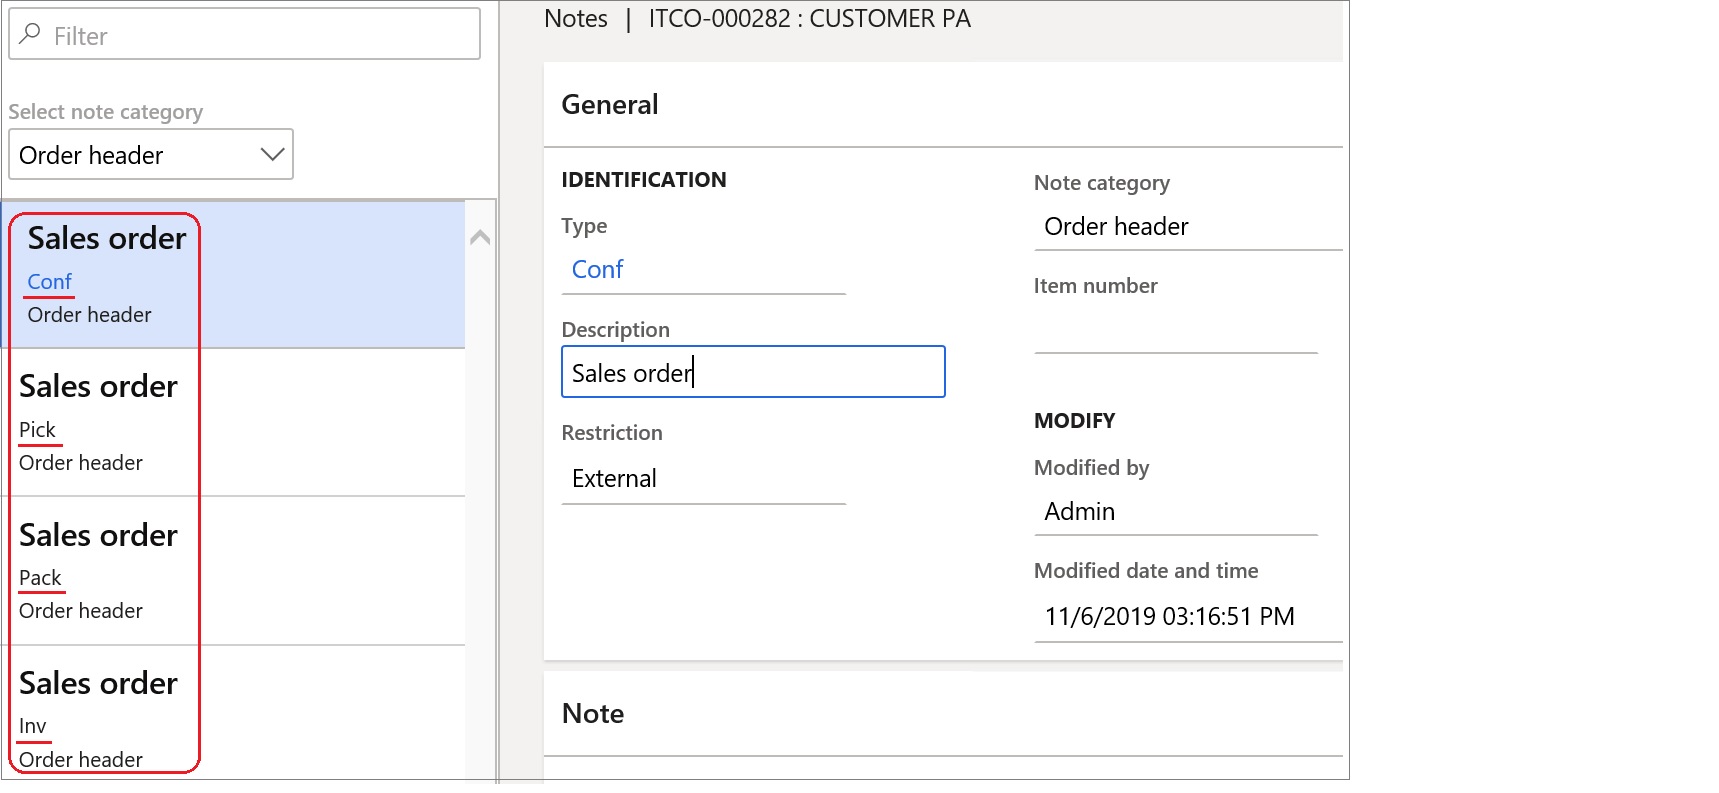 Filter
Select note category
Order header
Sales order
Conf
Order header
Sales order
Pick
Order header
Sales order
Pack
Order header
Sales order
Inv
Order header
Notes | ITCO-000282 : CUSTOMER PA
General
IDENTIFICATION
Type
Conf
Description
Sales order
Restriction
External
Note category
Order header
Item number
MODIFY
Modified by
Admin
Modified date and time
11/6/2019 03:16:51 PM
Note